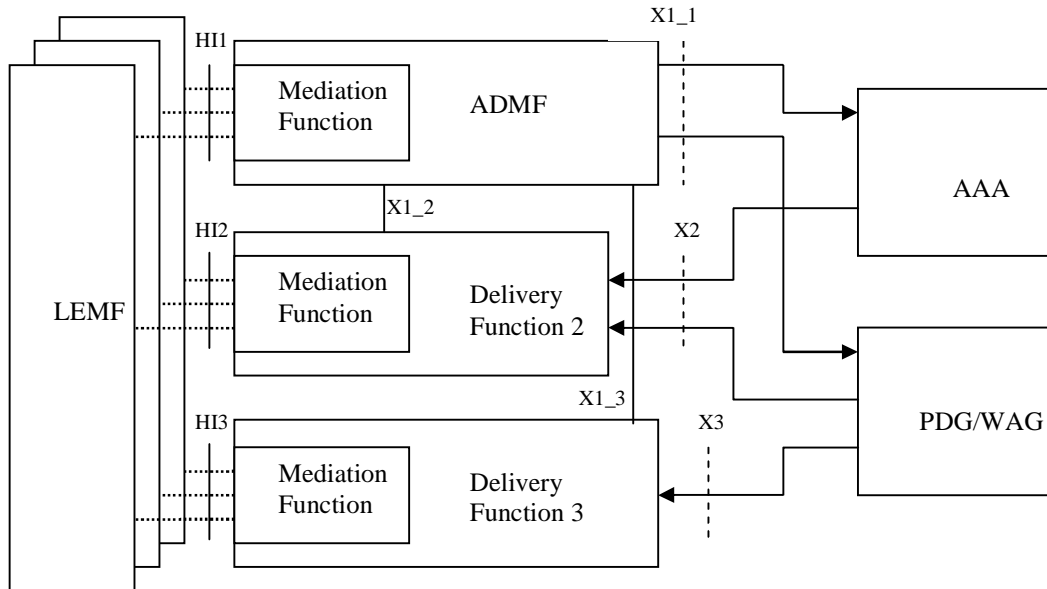 X1_1
HI1
Mediation
Function
ADMF
AAA
X1_2
HI2
X2
Mediation
Function
Delivery
Function 2
LEMF
X1_3
HI3
X3
PDG/WAG
Mediation
Function
Delivery
Function 3